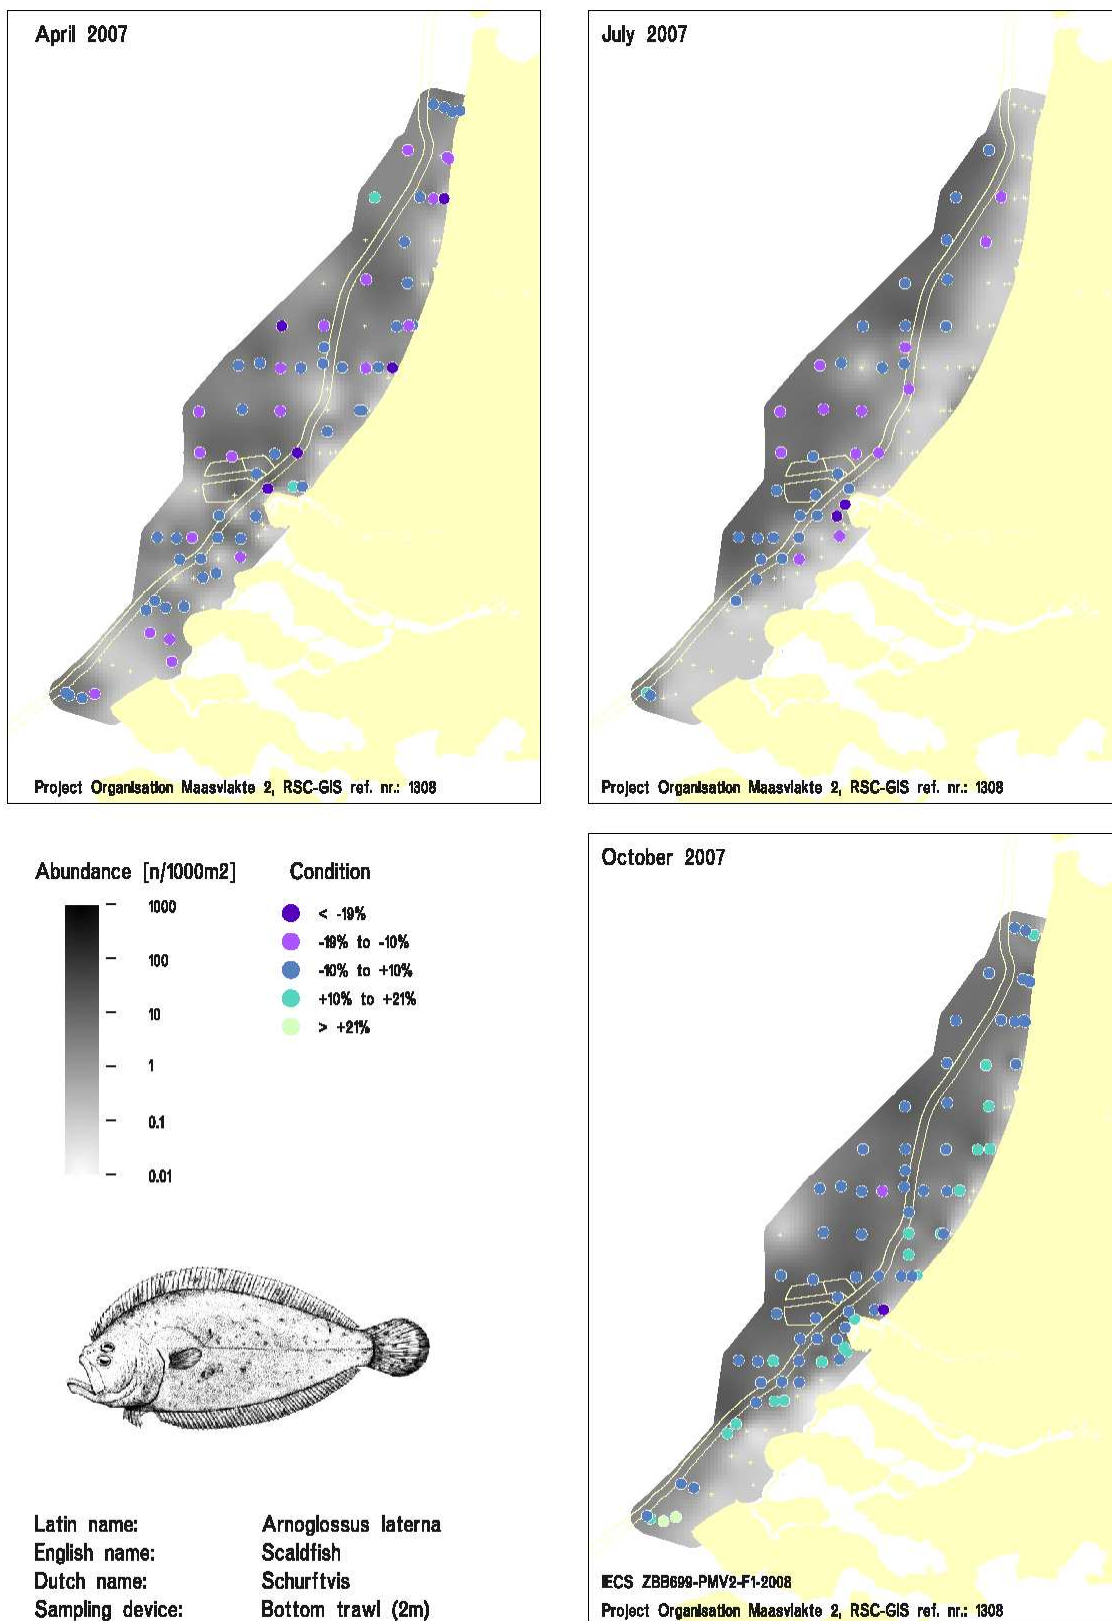 April 2007
Project Organisation Maasvlakte 2, RSC-GIS ref. nr.: 1308
July 2007
Project Organisation Maasvlakte 2, RSC-GIS ref. nr.: 1308
Abundance [n/1000m2]
1000
100
10
1
0.1
0.01
Condition
< -19%
-19% to -10%
-10% to +10%
+10% to +21%
> +21%
October 2007
IECS ZBB699-PMV2-F1-2008
Project Organisation Maasvlakte 2, RSC-GIS ref. nr.: 1308
Latin name: Arnoglossus laterna
English name: Scaldfish
Dutch name: Schurftvis
Sampling device: Bottom trawl (2m)